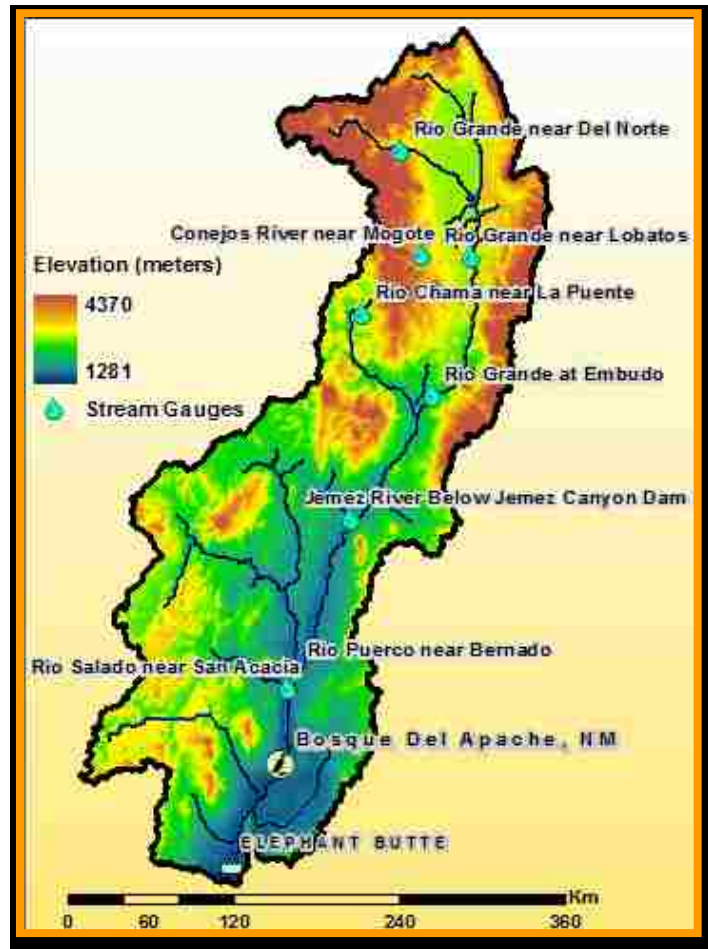 Rio Grande near Del Norte
Conejos River near Mogote
Rio Grande near Lobatos
Elevation (meters)
4370
Rio Chama near La Puente
1281
Rio Grande at Embudo
Stream Gauges
Jemez River Below Jemez Canyon Dam
Rio Puerco near Bernado
Rio Salado near San Acacia
Bosque Del Apache, NM
ELEPHANT BUTTE
Km
0 60 120 240 360